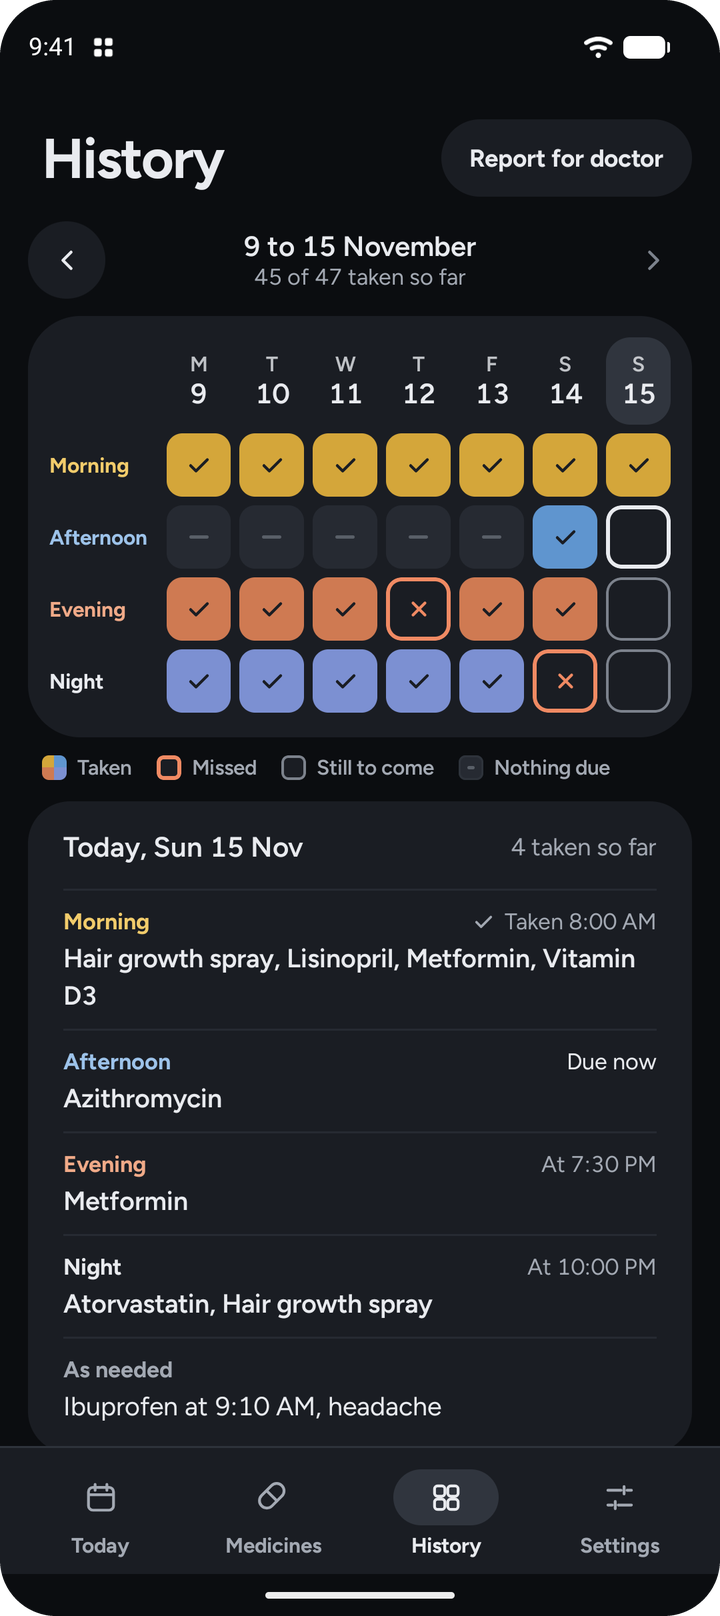 9:41
History
Report for doctor
9 to 15 November
45 of 47 taken so far
M T W T F S S
9 10 11 12 13 14 15
Morning
Afternoon
Evening
Night
Taken Missed Still to come Nothing due
Today, Sun 15 Nov 4 taken so far
Morning Taken 8:00 AM
Hair growth spray, Lisinopril, Metformin, Vitamin
D3
Afternoon Due now
Azithromycin
Evening At 7:30 PM
Metformin
Night At 10:00 PM
Atorvastatin, Hair growth spray
As needed
Ibuprofen at 9:10 AM, headache
Today Medicines History Settings